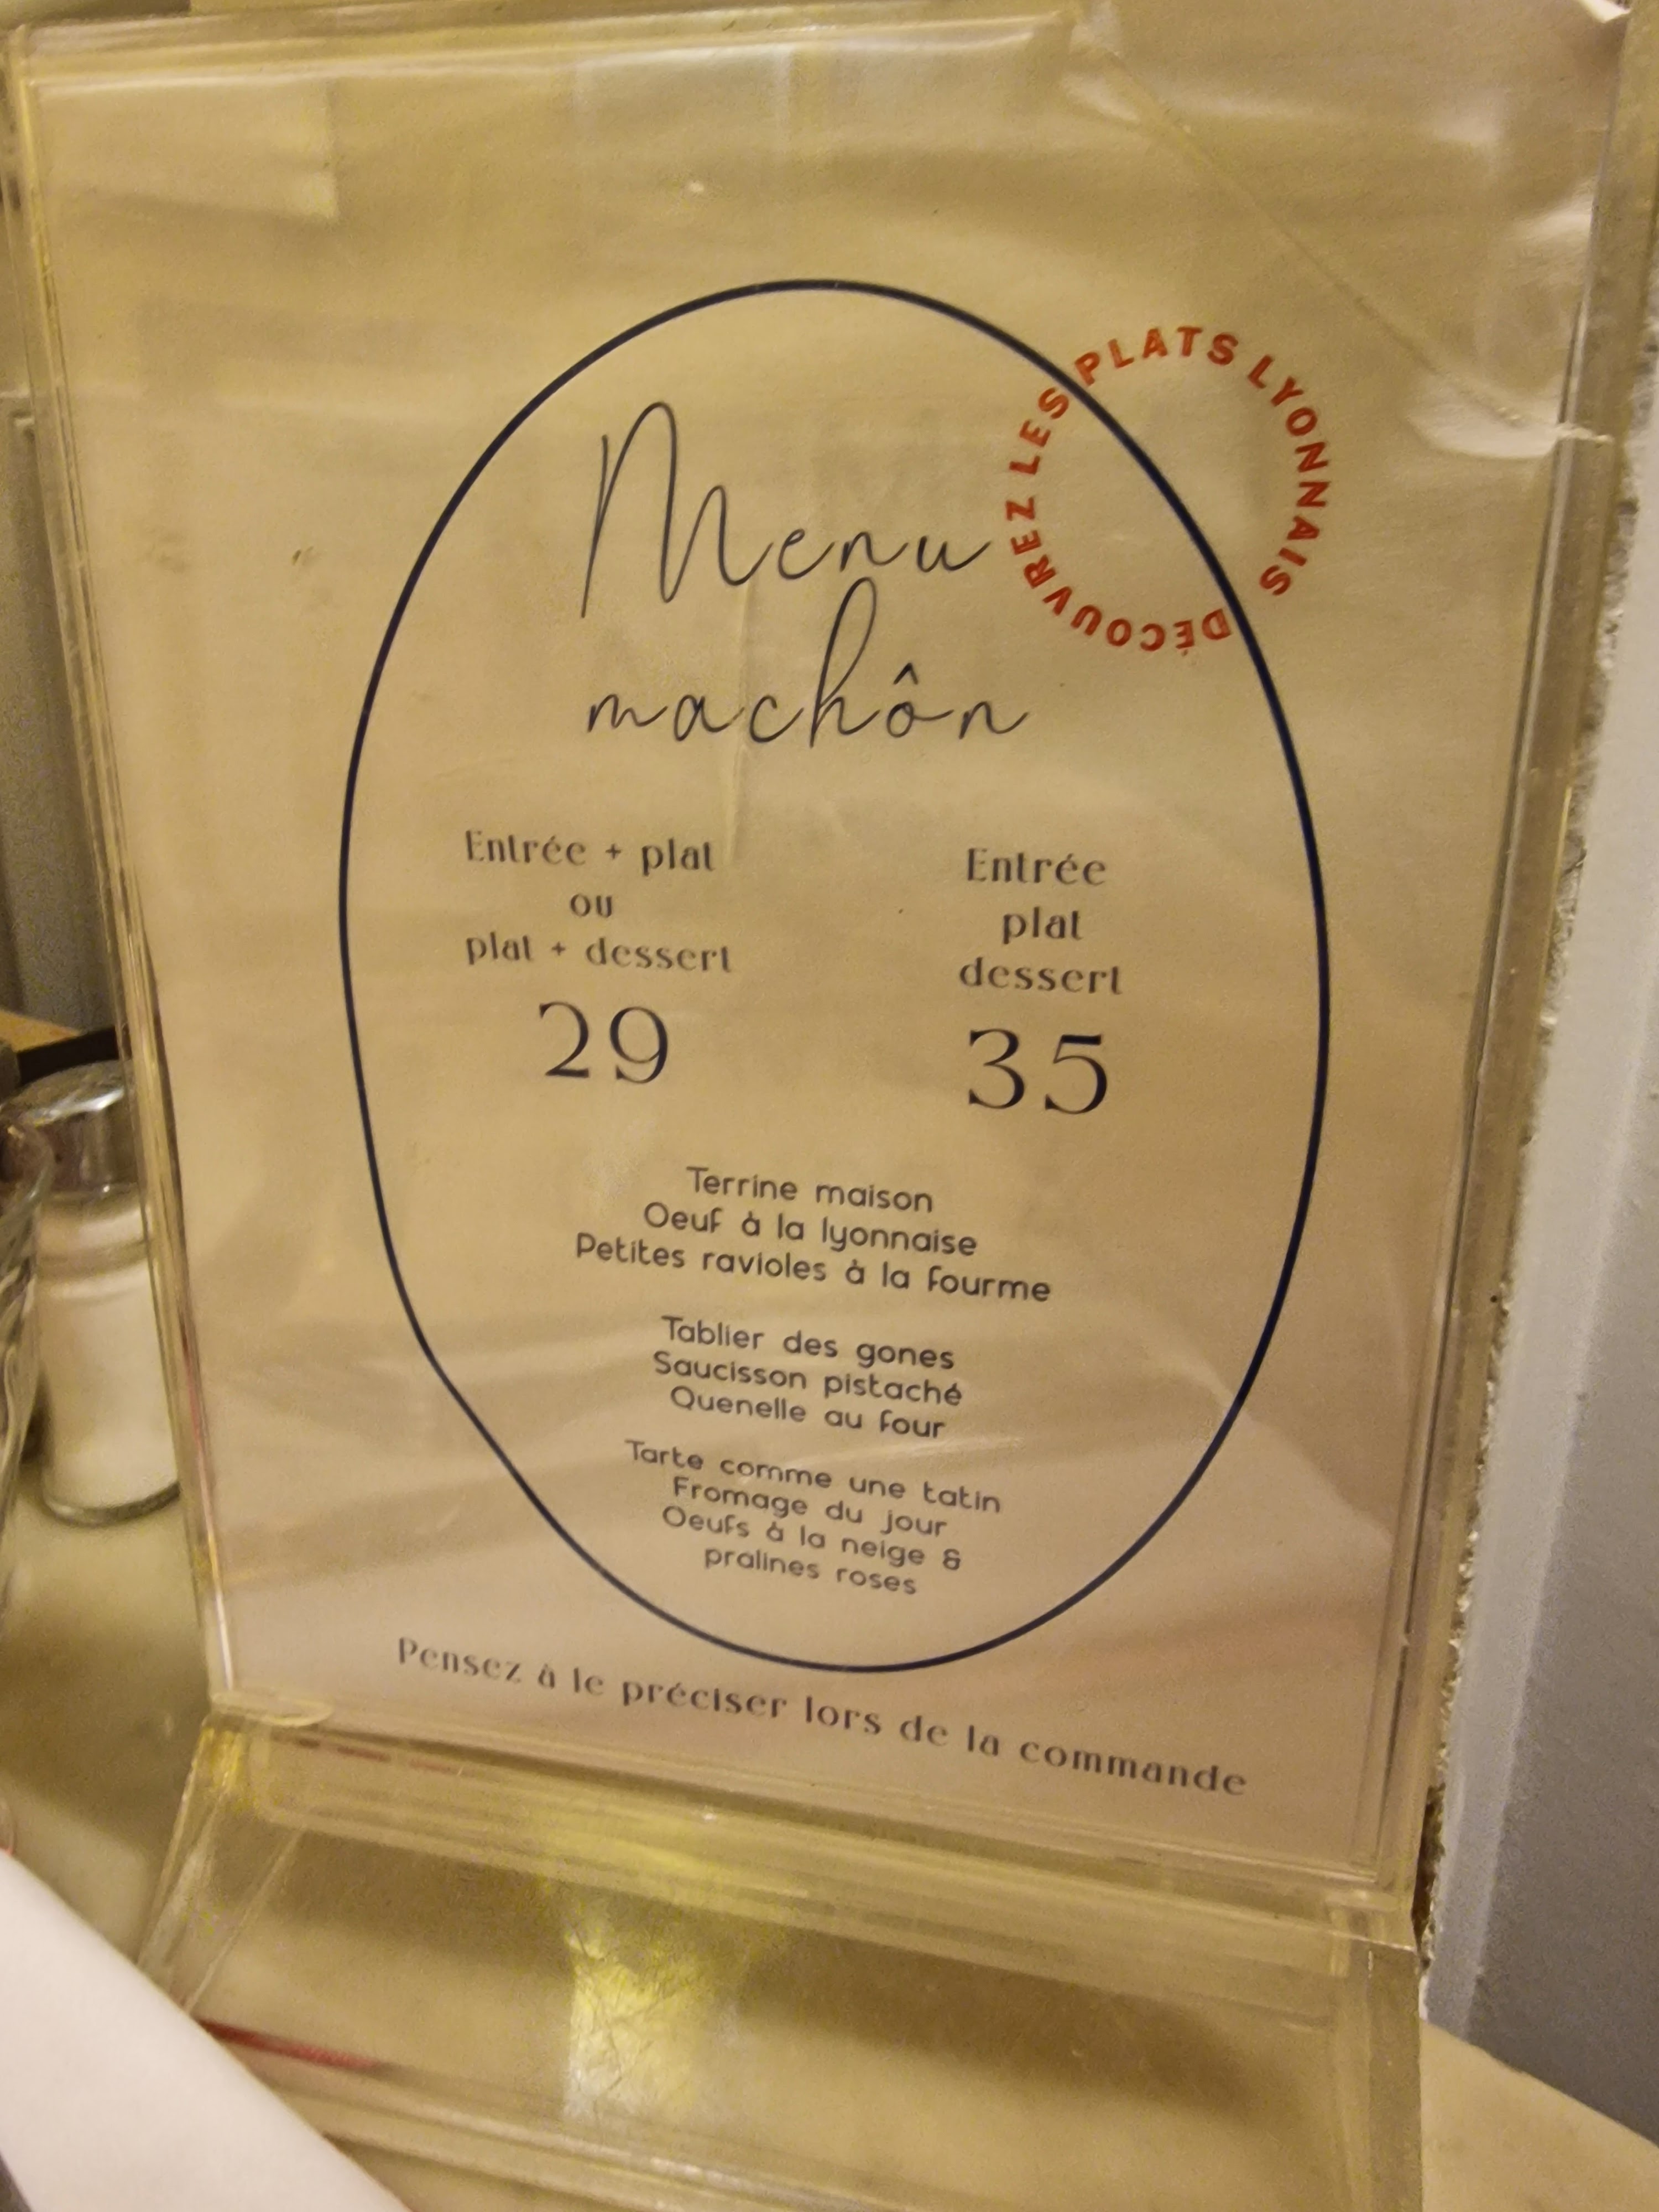 DÉCOUVREZ LES PLATS LYONNAIS
Menu
machôn
Entrée + plat
ou
plat + dessert
29
Entrée
plat
dessert
35
Terrine maison
Oeuf à la lyonnaise
Petites ravioles à la fourme
Tablier des gones
Saucisson pistaché
Quenelle au four
Tarte comme une tatin
Fromage du jour
Oeufs à la neige &
pralines roses
Pensez à le préciser lors de la commande